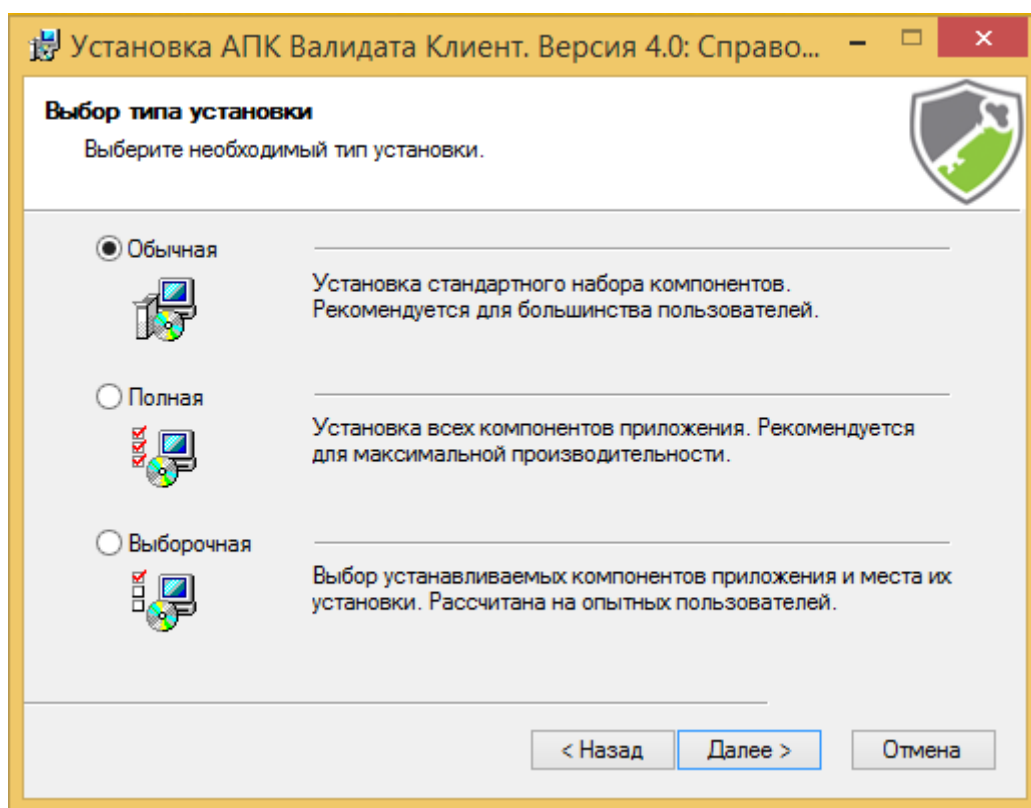 Установка АПК Валидата Клиент. Версия 4.0: Справо...
Выбор типа установки
Выберите необходимый тип установки.
Обычная
Установка стандартного набора компонентов.
Рекомендуется для большинства пользователей.
Полная
Установка всех компонентов приложения. Рекомендуется
для максимальной производительности.
Выборочная
Выбор устанавливаемых компонентов приложения и места их
установки. Рассчитана на опытных пользователей.
< Назад
Далее >
Отмена